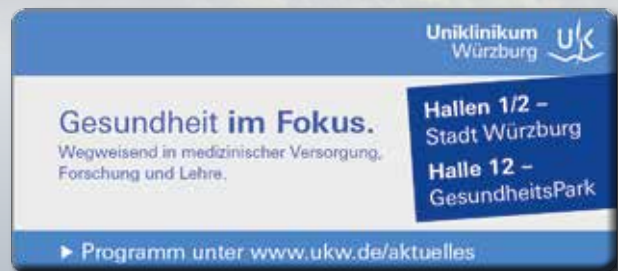 Uniklinikum
Würzburg
UK
Gesundheit im Fokus.
Wegweisend in medizinischer Versorgung,
Forschung und Lehre.
Hallen 1/2 –
Stadt Würzburg
Halle 12 –
GesundheitsPark
► Programm unter www.ukw.de/aktuelles